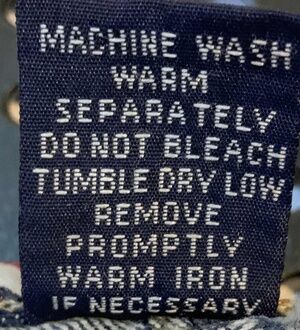 MACHINE WASH
WARM
SEPARATELY
DO NOT BLEACH
TUMBLE DRY LOW
REMOVE
PROMPTLY
WARM IRON
IF NECESSARY